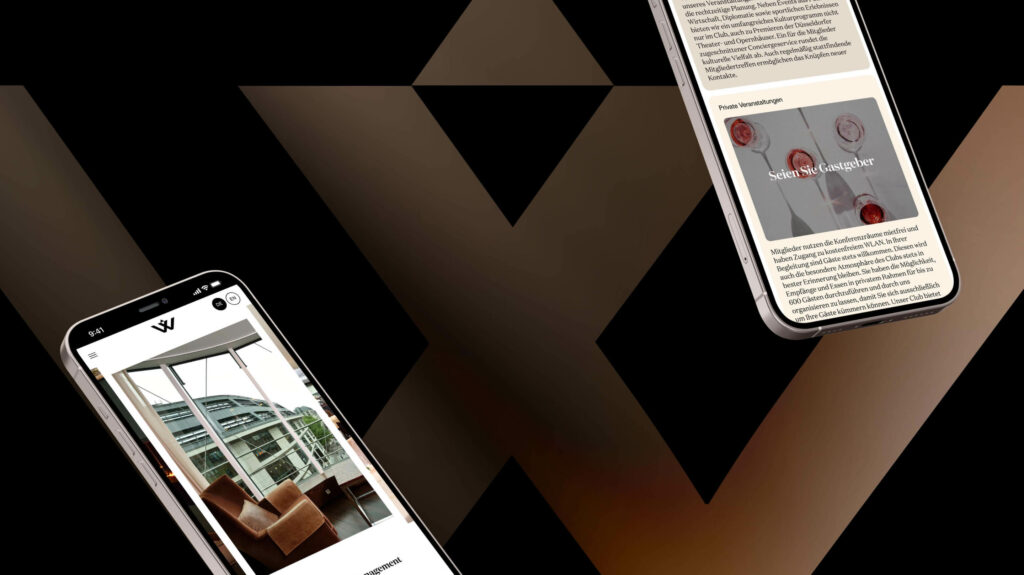 9:41
DE
EN
nagement
unseres Veranstaltung
die rechtzeitige Planung. Neben Events aus
Wirtschaft, Diplomatie sowie sportlichen Erlebnissen
bieten wir ein umfangreiches Kulturprogramm nicht
nur im Club, auch zu Premieren der Düsseldorfer
Theater- und Opernhäuser. Ein für die Mitglieder
zugeschnittener Conciergeservice rundet die
kulturelle Vielfalt ab. Auch regelmäßig stattfindende
Mitgliedertreffen ermöglichen das Knüpfen neuer
Kontakte.
Private Veranstaltungen
Seien Sie Gastgeber
Mitglieder nutzen die Konferenzräume mietfrei und
haben Zugang zu kostenfreiem WLAN. In Ihrer
Begleitung sind Gäste stets willkommen. Diesen wird
auch die besondere Atmosphäre des Clubs stets in
bester Erinnerung bleiben. Sie haben die Möglichkeit,
Empfänge und Essen in privatem Rahmen für bis zu
600 Gästen durchzuführen und durch uns
organisieren zu lassen, damit Sie sich ausschließlich
um Ihre Gäste kümmern können. Unser Club bietet